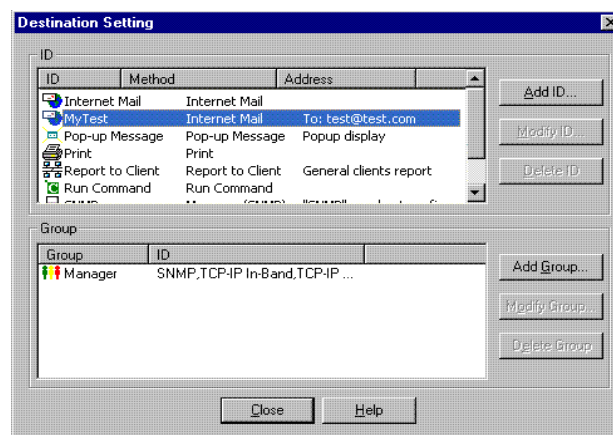 Destination Setting
ID
ID Method Address
Internet Mail Internet Mail
MyTest Internet Mail To: test@test.com
Pop-up Message Pop-up Message Popup display
Print Print
Report to Client Report to Client General clients report
Run Command Run Command
Add ID...
Modify ID...
Delete ID
Group
Group ID
Manager SNMP,TCP-IP In-Band,TCP-IP ...
Add Group...
Modify Group...
Delete Group
Close Help